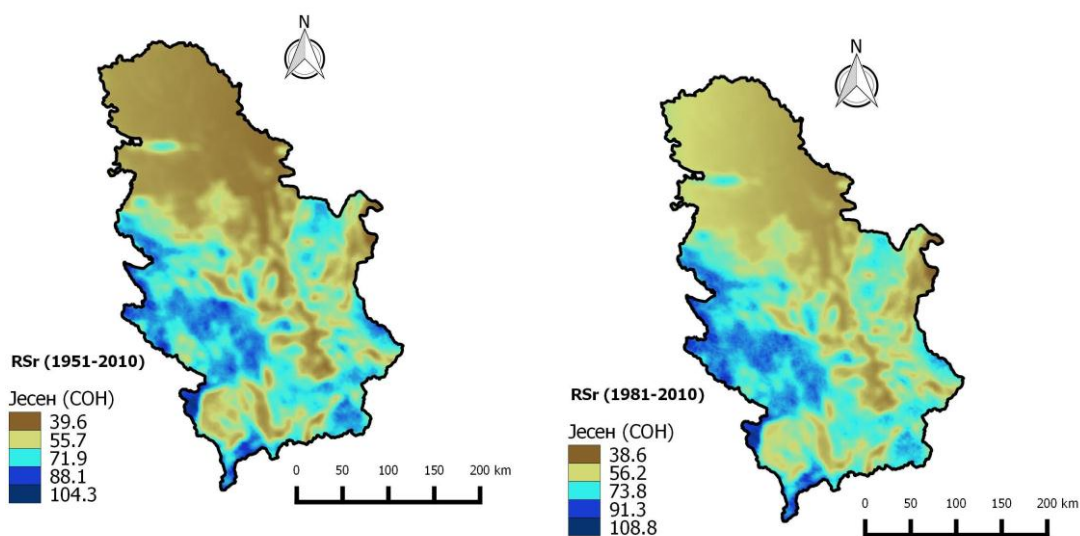 N
RSr (1951-2010)
Јесен (СОН)
39.6
55.7
71.9
88.1
104.3
0 50 100 150 200 km
N
RSr (1981-2010)
Јесен (СОН)
38.6
56.2
73.8
91.3
108.8
0 50 100 150 200 km